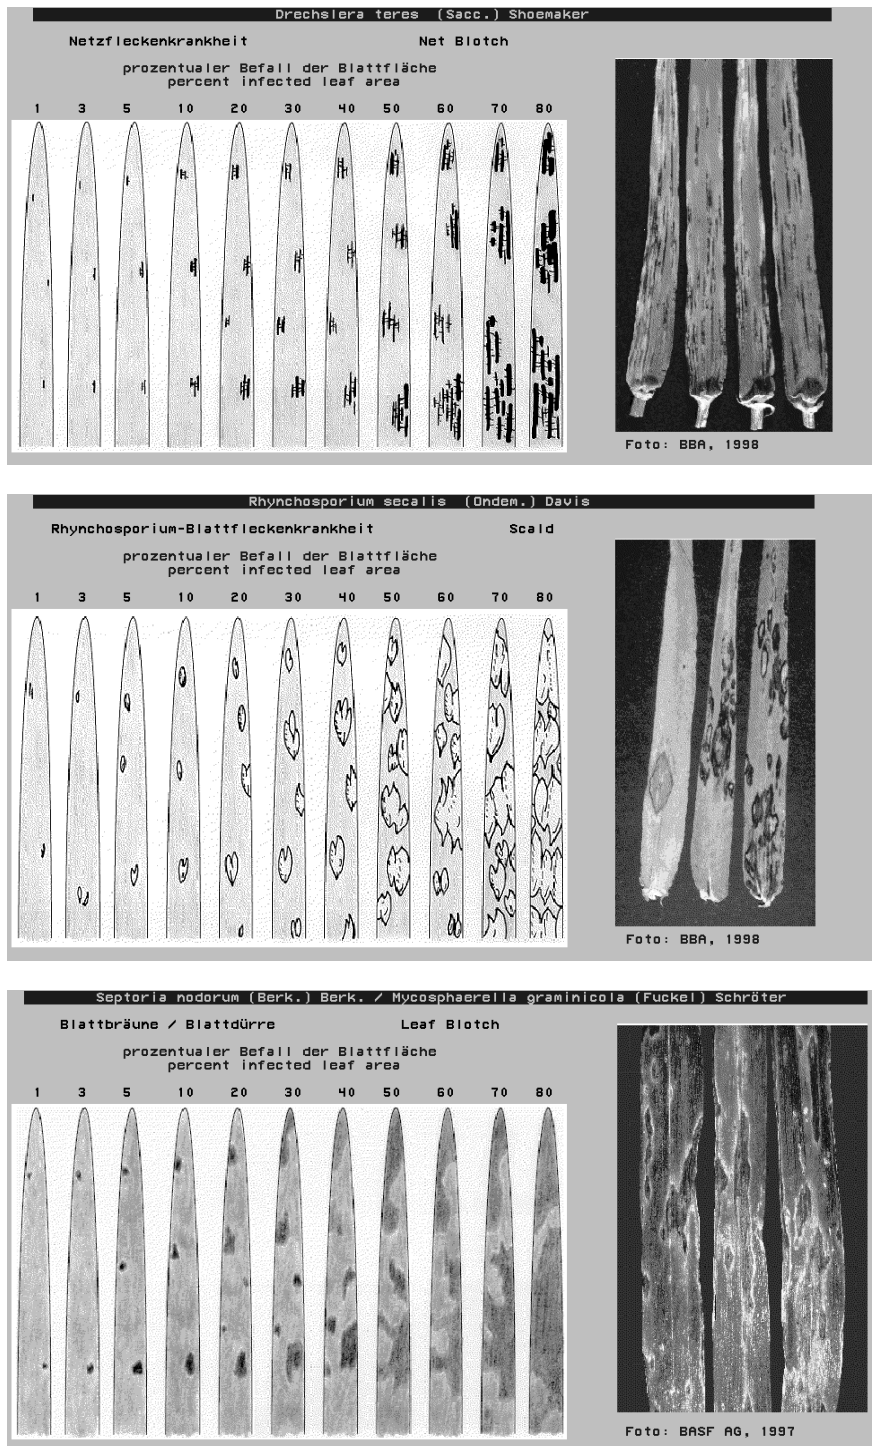 Drechslera teres (Sacc.) Shoemaker
Netzfleckenkrankheit Net Blotch
prozentualer Befall der Blattfläche
percent infected leaf area
1 3 5 10 20 30 40 50 60 70 80
Foto: BBA, 1998
Rhynchosporium secalis (Ondem.) Davis
Rhynchosporium-Blattfleckenkrankheit Scald
prozentualer Befall der Blattfläche
percent infected leaf area
1 3 5 10 20 30 40 50 60 70 80
Foto: BBA, 1998
Septoria nodorum (Berk.) Berk. / Mycosphaerella graminicola (Fuckel) Schröter
Blattbräune / Blattdürre Leaf Blotch
prozentualer Befall der Blattfläche
percent infected leaf area
1 3 5 10 20 30 40 50 60 70 80
Foto: BASF AG, 1997